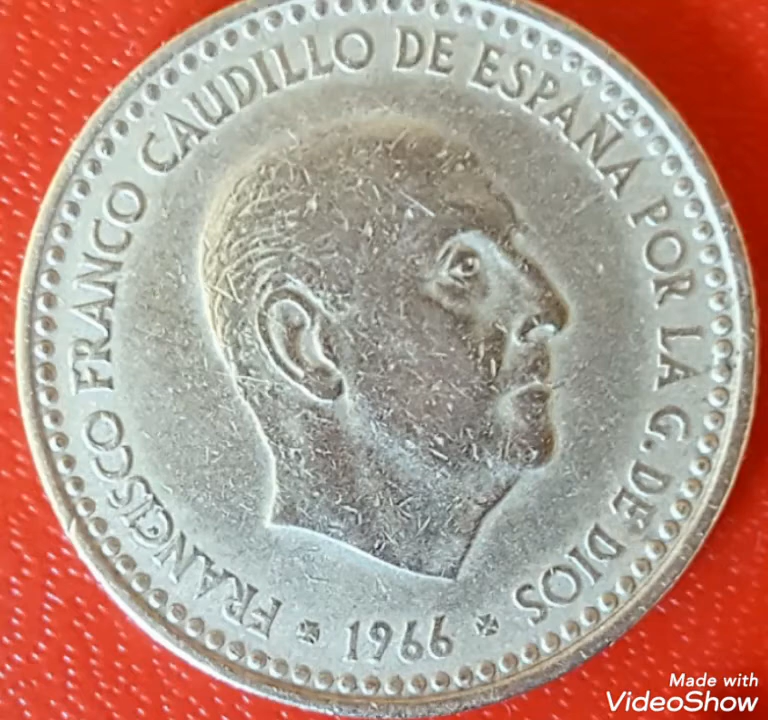 FRANCISCO FRANCO CAUDILLO DE ESPAÑA POR LA G. DE DIOS
1966
Made with
VideoShow